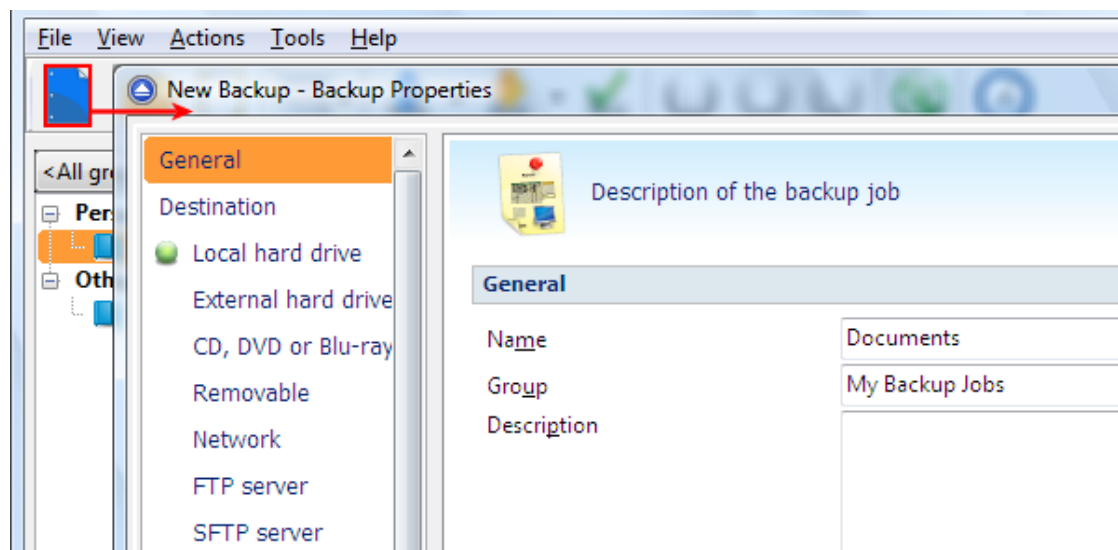 File View Actions Tools Help
New Backup - Backup Properties
<All gr
Per
Oth
General
Destination
Local hard drive
External hard drive
CD, DVD or Blu-ray
Removable
Network
FTP server
SFTP server
Description of the backup job
General
Name Documents
Group My Backup Jobs
Description